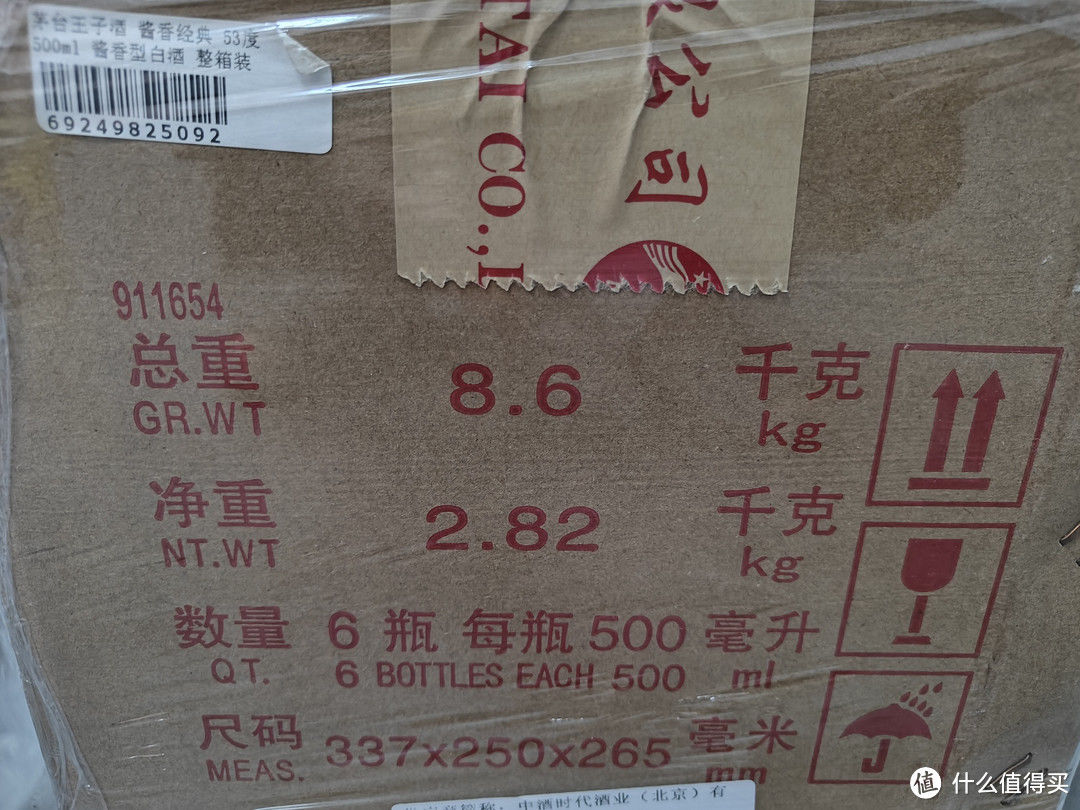 茅台王子酒 酱香经典 53度
500ml 酱香型白酒 整箱装
69249825092
TAI CO.,
公司
911654
总重 8.6 千克
GR.WT kg
净重 2.82 千克
NT.WT kg
数量 6 瓶 每瓶 500 毫升
QT. 6 BOTTLES EACH 500 ml
尺码 337x250x265 毫米
MEAS. mm
中酒时代酒业（北京）有
值 什么值得买